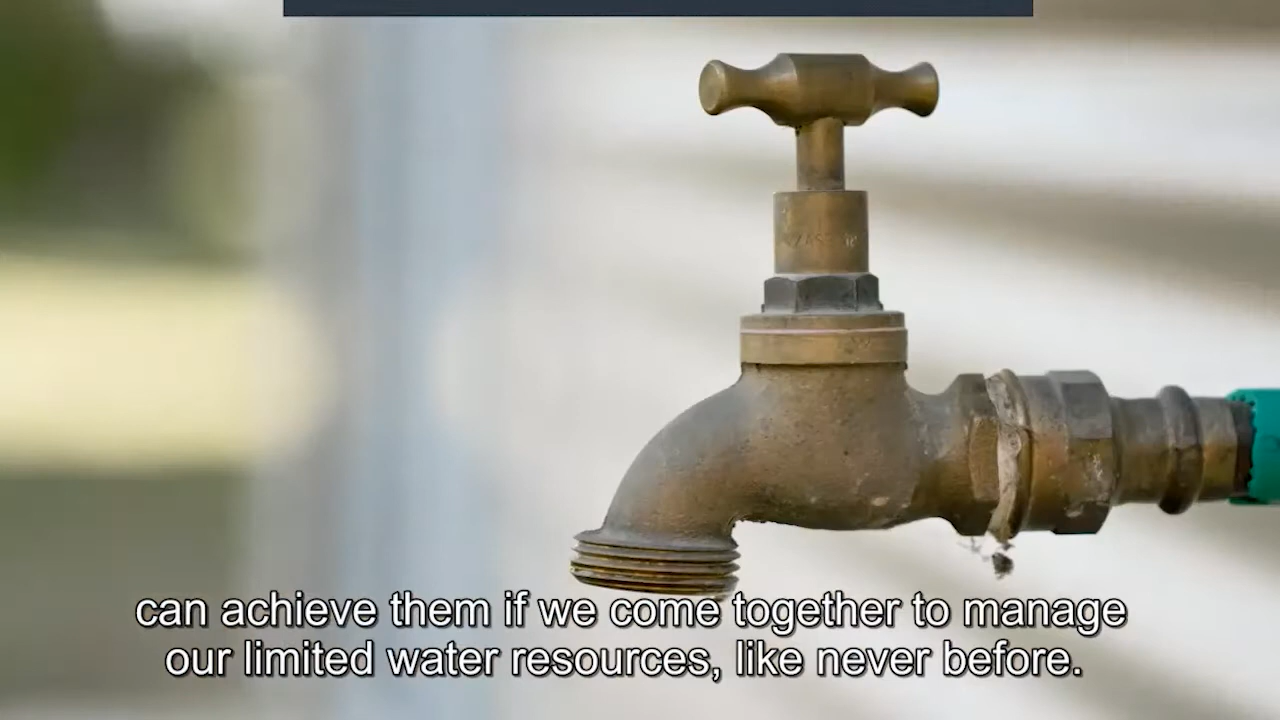 can achieve them if we come together to manage
our limited water resources, like never before.